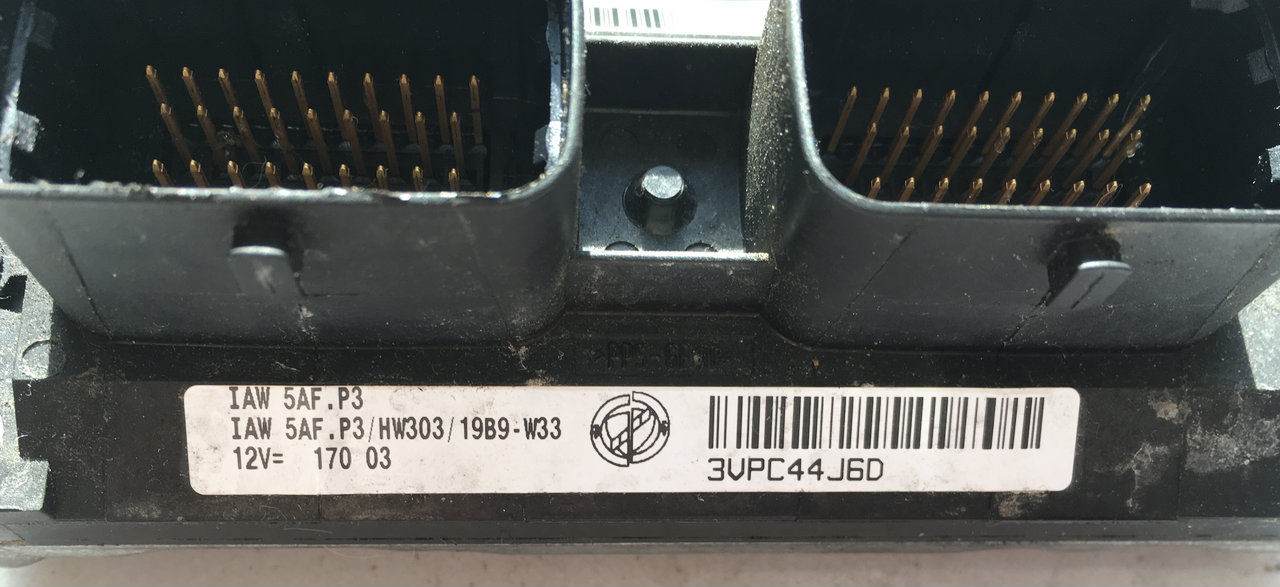 IAW 5AF.P3
IAW 5AF.P3/HW303/19B9-W33
12V= 170 03
3VPC44J6D